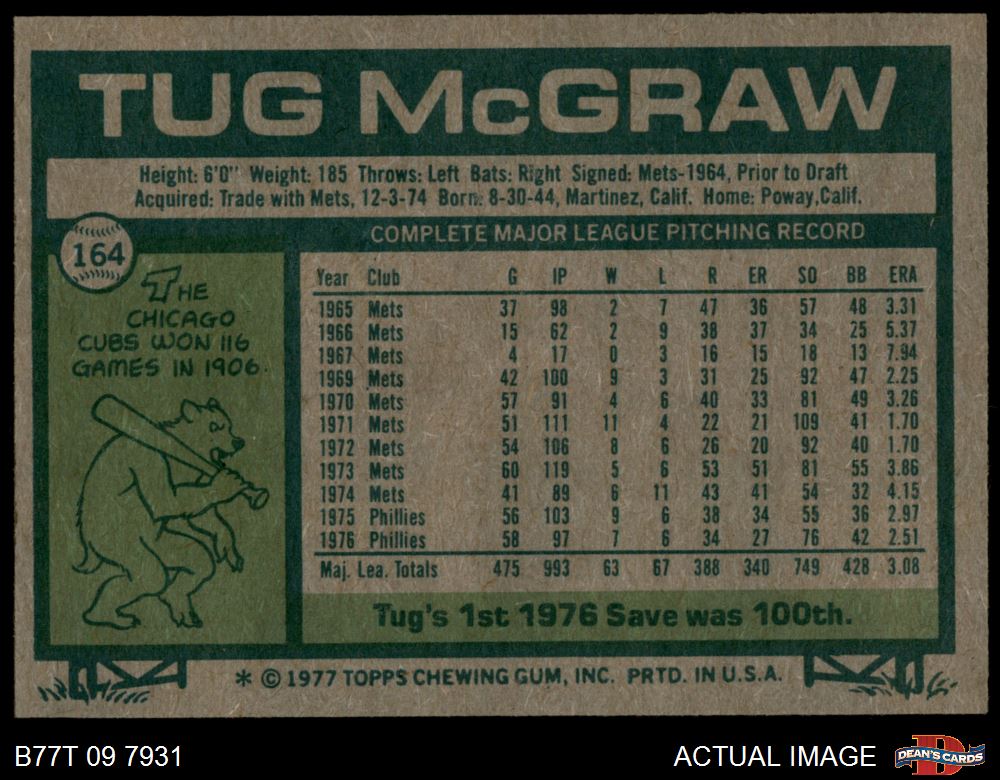 TUG McGRAW
Height: 6'0" Weight: 185 Throws: Left Bats: Right Signed: Mets-1964, Prior to Draft
Acquired: Trade with Mets, 12-3-74 Born: 8-30-44, Martinez, Calif. Home: Poway,Calif.
164
THE
CHICAGO
CUBS WON 116
GAMES IN 1906.
COMPLETE MAJOR LEAGUE PITCHING RECORD
Year Club G IP W L R ER SO BB ERA
1965 Mets 37 98 2 7 47 36 57 48 3.31
1966 Mets 15 62 2 9 38 37 34 25 5.37
1967 Mets 4 17 0 3 16 15 18 13 7.94
1969 Mets 42 100 9 3 31 25 92 47 2.25
1970 Mets 57 91 4 6 40 33 81 49 3.26
1971 Mets 51 111 11 4 22 21 109 41 1.70
1972 Mets 54 106 8 6 26 20 92 40 1.70
1973 Mets 60 119 5 6 53 51 81 55 3.86
1974 Mets 41 89 6 11 43 41 54 32 4.15
1975 Phillies 56 103 9 6 38 34 55 36 2.97
1976 Phillies 58 97 7 6 34 27 76 42 2.51
Maj. Lea. Totals 475 993 63 67 388 340 749 428 3.08
Tug's 1st 1976 Save was 100th.
* © 1977 TOPPS CHEWING GUM, INC. PRTD. IN U.S.A.
B77T 09 7931
ACTUAL IMAGE
D
DEAN'S CARDS